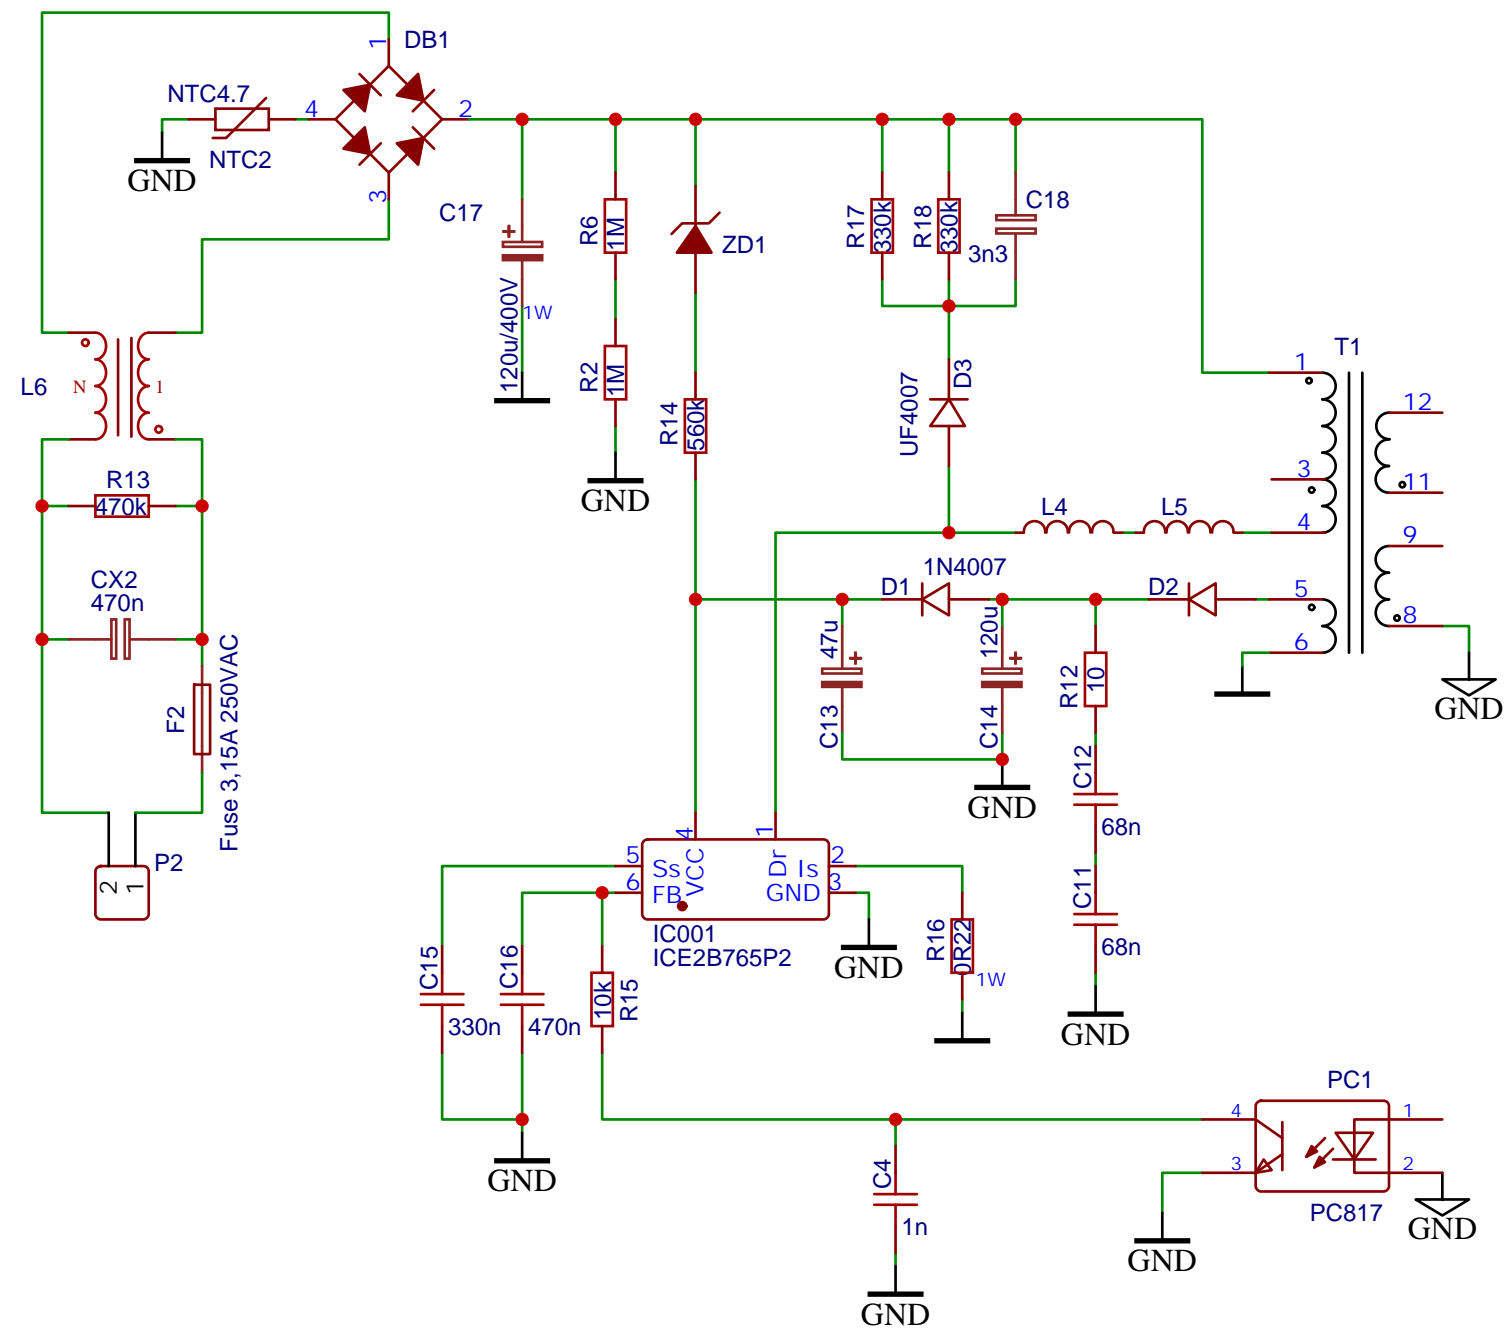 1
DB1
NTC4.7
4
2
NTC2
GND
3
C17
+
120u/400V
1W
R6
1M
R2
1M
GND
ZD1
R14
560k
R17
330k
R18
330k
C18
3n3
D3
UF4007
L6
N
1
R13
470k
CX2
470n
F2
Fuse 3,15A 250VAC
P2
2
1
T1
1
3
4
5
6
12
11
9
8
GND
L4
L5
D1
1N4007
D2
47u
+
C13
120u
+
C14
GND
R12
10
C12
68n
C11
68n
GND
4
1
5
Ss
VCC
Dr
Is
2
6
FB
GND
3
IC001
ICE2B765P2
GND
R16
0R22
1W
C15
330n
C16
470n
10k
R15
GND
C4
1n
GND
PC1
4
1
3
2
PC817
GND
GND